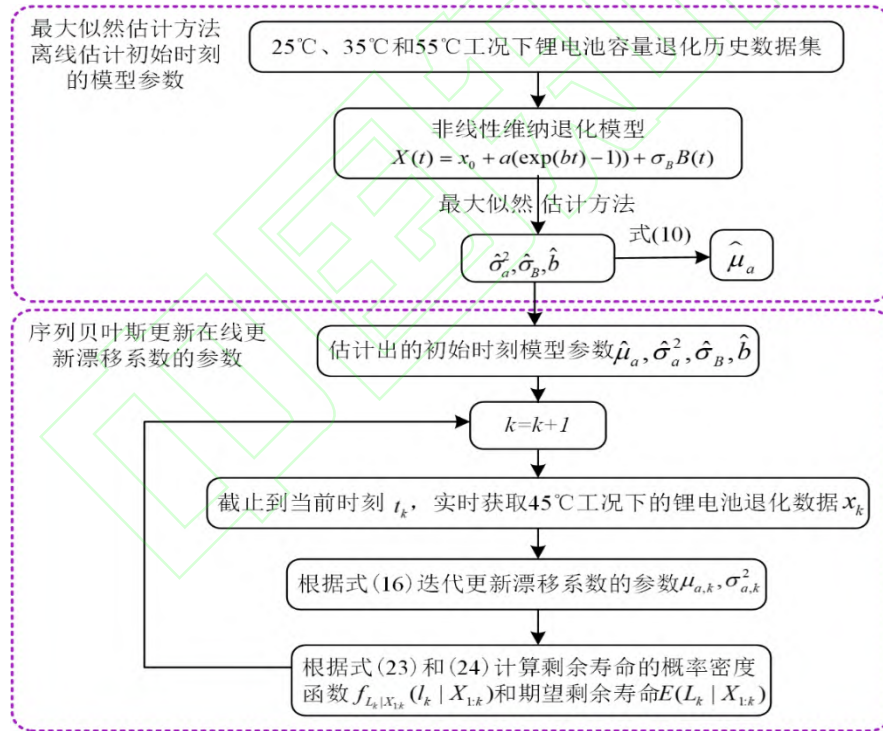 最大似然估计方法
离线估计初始时刻
的模型参数
25℃、35℃和55℃工况下锂电池容量退化历史数据集
非线性维纳退化模型
X(t) = x₀ + a(exp(bt) −1)) + σ_B B(t)
最大似然 估计方法
σ̂²_a, σ̂_B, b̂
式(10)
μ̂_a
序列贝叶斯更新在线更
新漂移系数的参数
估计出的初始时刻模型参数μ̂_a, σ̂²_a, σ̂_B, b̂
k=k+1
截止到当前时刻 t_k，实时获取45℃工况下的锂电池退化数据x_k
根据式(16)迭代更新漂移系数的参数μ_{a,k}, σ²_{a,k}
根据式(23)和(24)计算剩余寿命的概率密度
函数 f_{L_k|X_{1:k}}(l_k | X_{1:k})和期望剩余寿命E(L_k | X_{1:k})